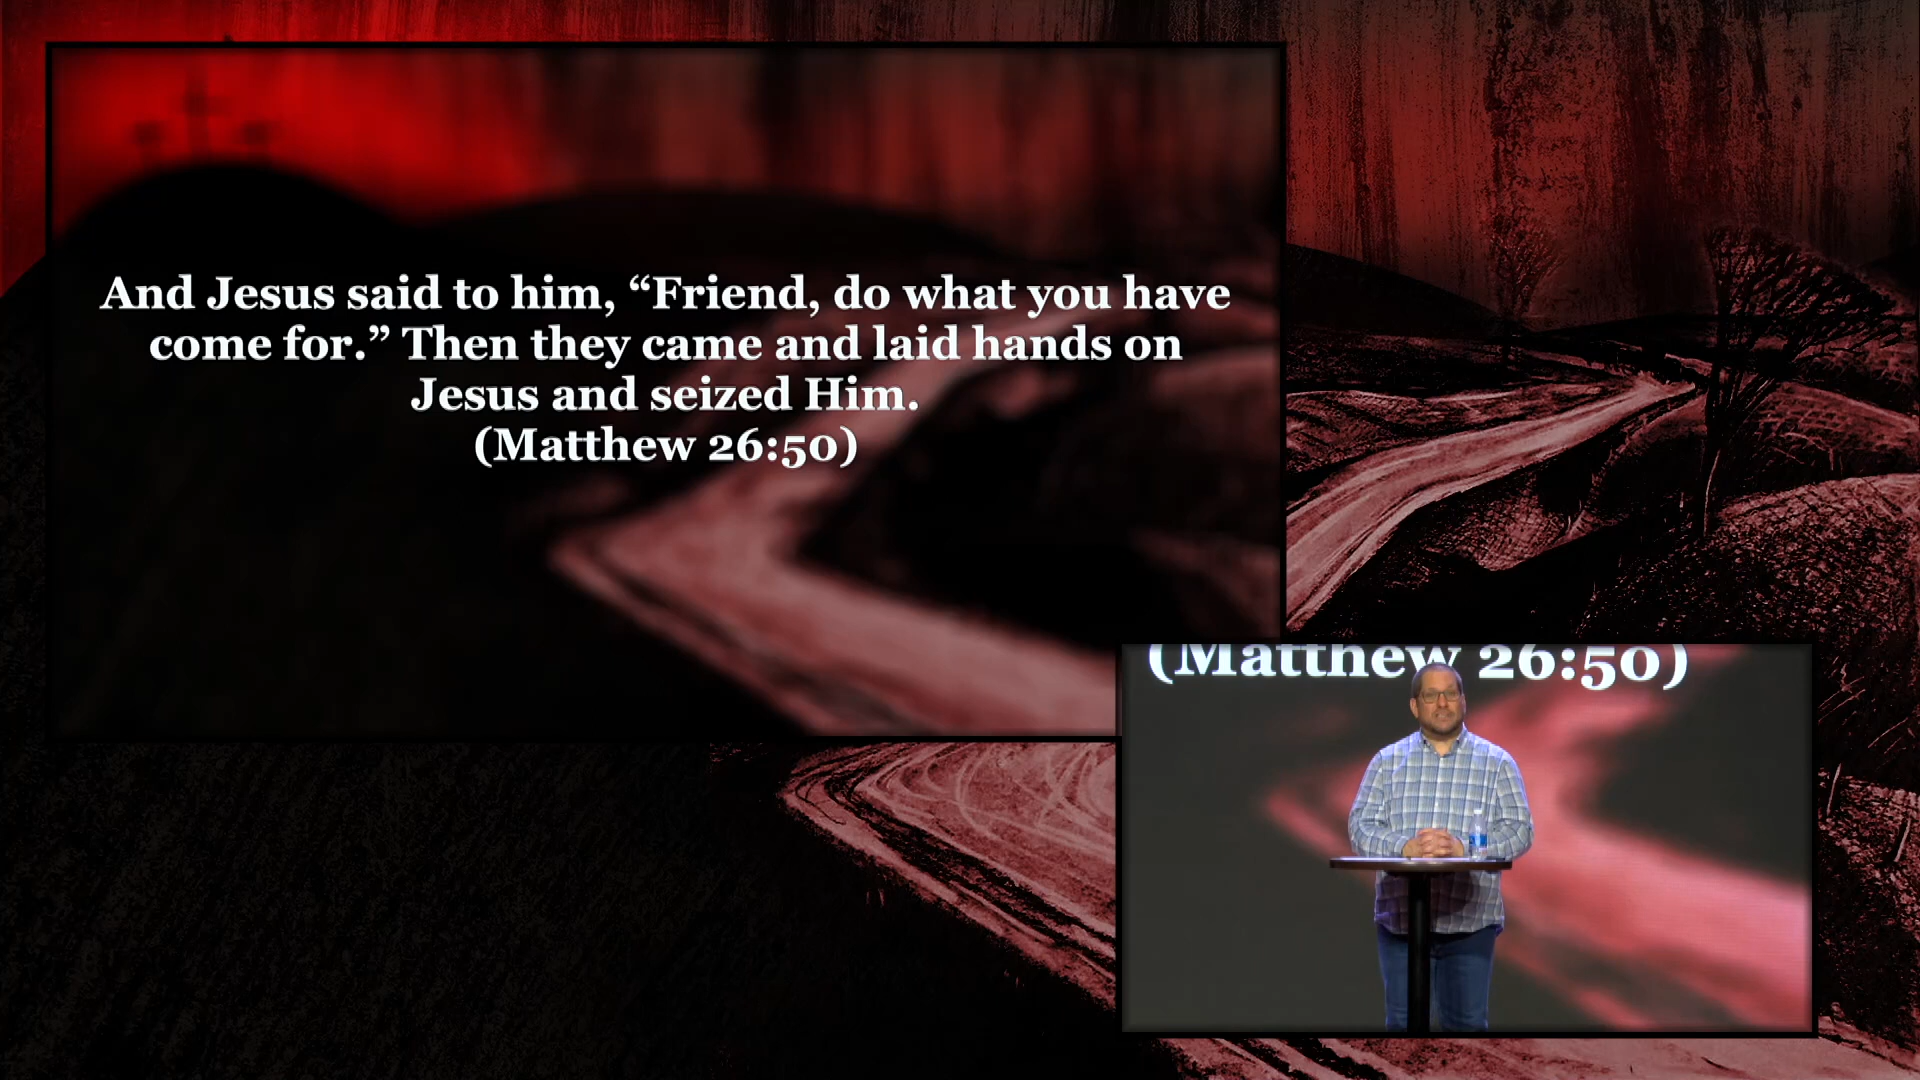 And Jesus said to him, “Friend, do what you have
come for.” Then they came and laid hands on
Jesus and seized Him.
(Matthew 26:50)
(Matthew 26:50)